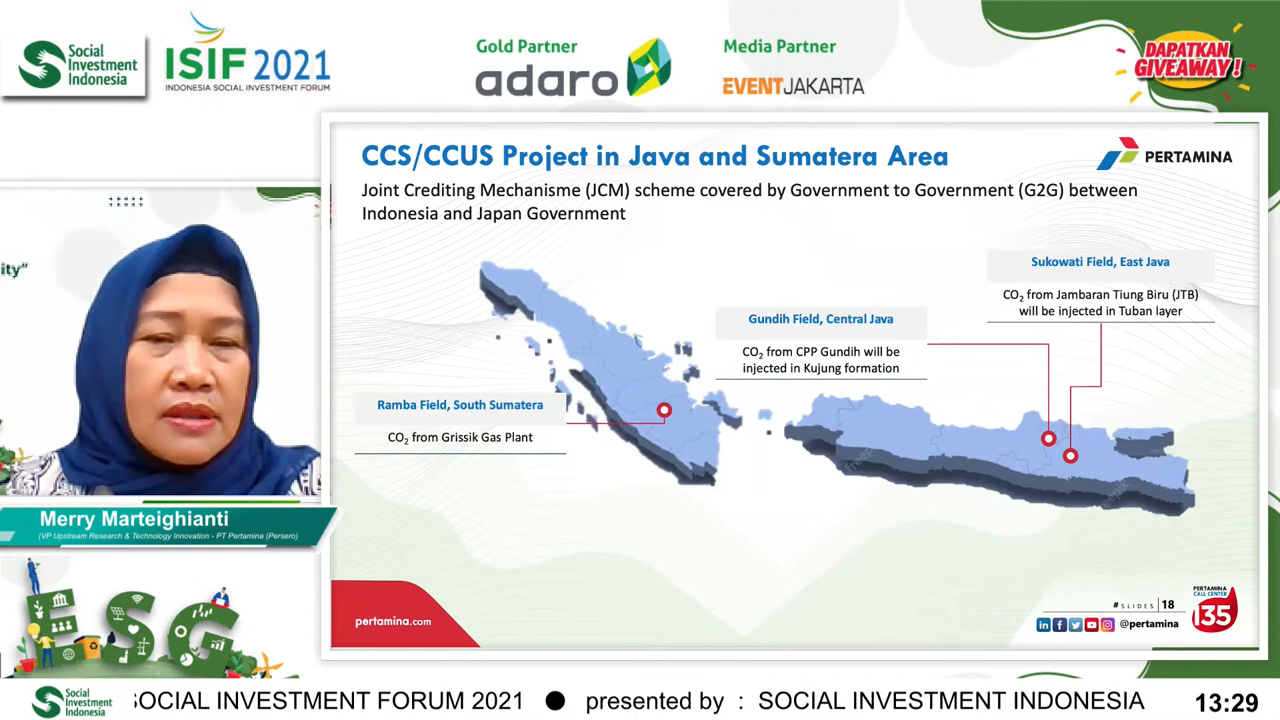 Social
Investment
Indonesia
ISIF 2021
INDONESIA SOCIAL INVESTMENT FORUM
Gold Partner
adaro
Media Partner
EVENTJAKARTA
DAPATKAN
GIVEAWAY !
ity"
CCS/CCUS Project in Java and Sumatera Area
PERTAMINA
Joint Crediting Mechanisme (JCM) scheme covered by Government to Government (G2G) between
Indonesia and Japan Government
Sukowati Field, East Java
CO₂ from Jambaran Tiung Biru (JTB)
will be injected in Tuban layer
Gundih Field, Central Java
CO₂ from CPP Gundih will be
injected in Kujung formation
Ramba Field, South Sumatera
CO₂ from Grissik Gas Plant
Merry Marteighianti
(VP Upstream Research & Technology Innovation - PT Pertamina (Persero)
ESG
pertamina.com
#SLIDES 18
@pertamina
PERTAMINA
CALL CENTER
135
Social
Investment
Indonesia
SOCIAL INVESTMENT FORUM 2021 ● presented by : SOCIAL INVESTMENT INDONESIA
13:29